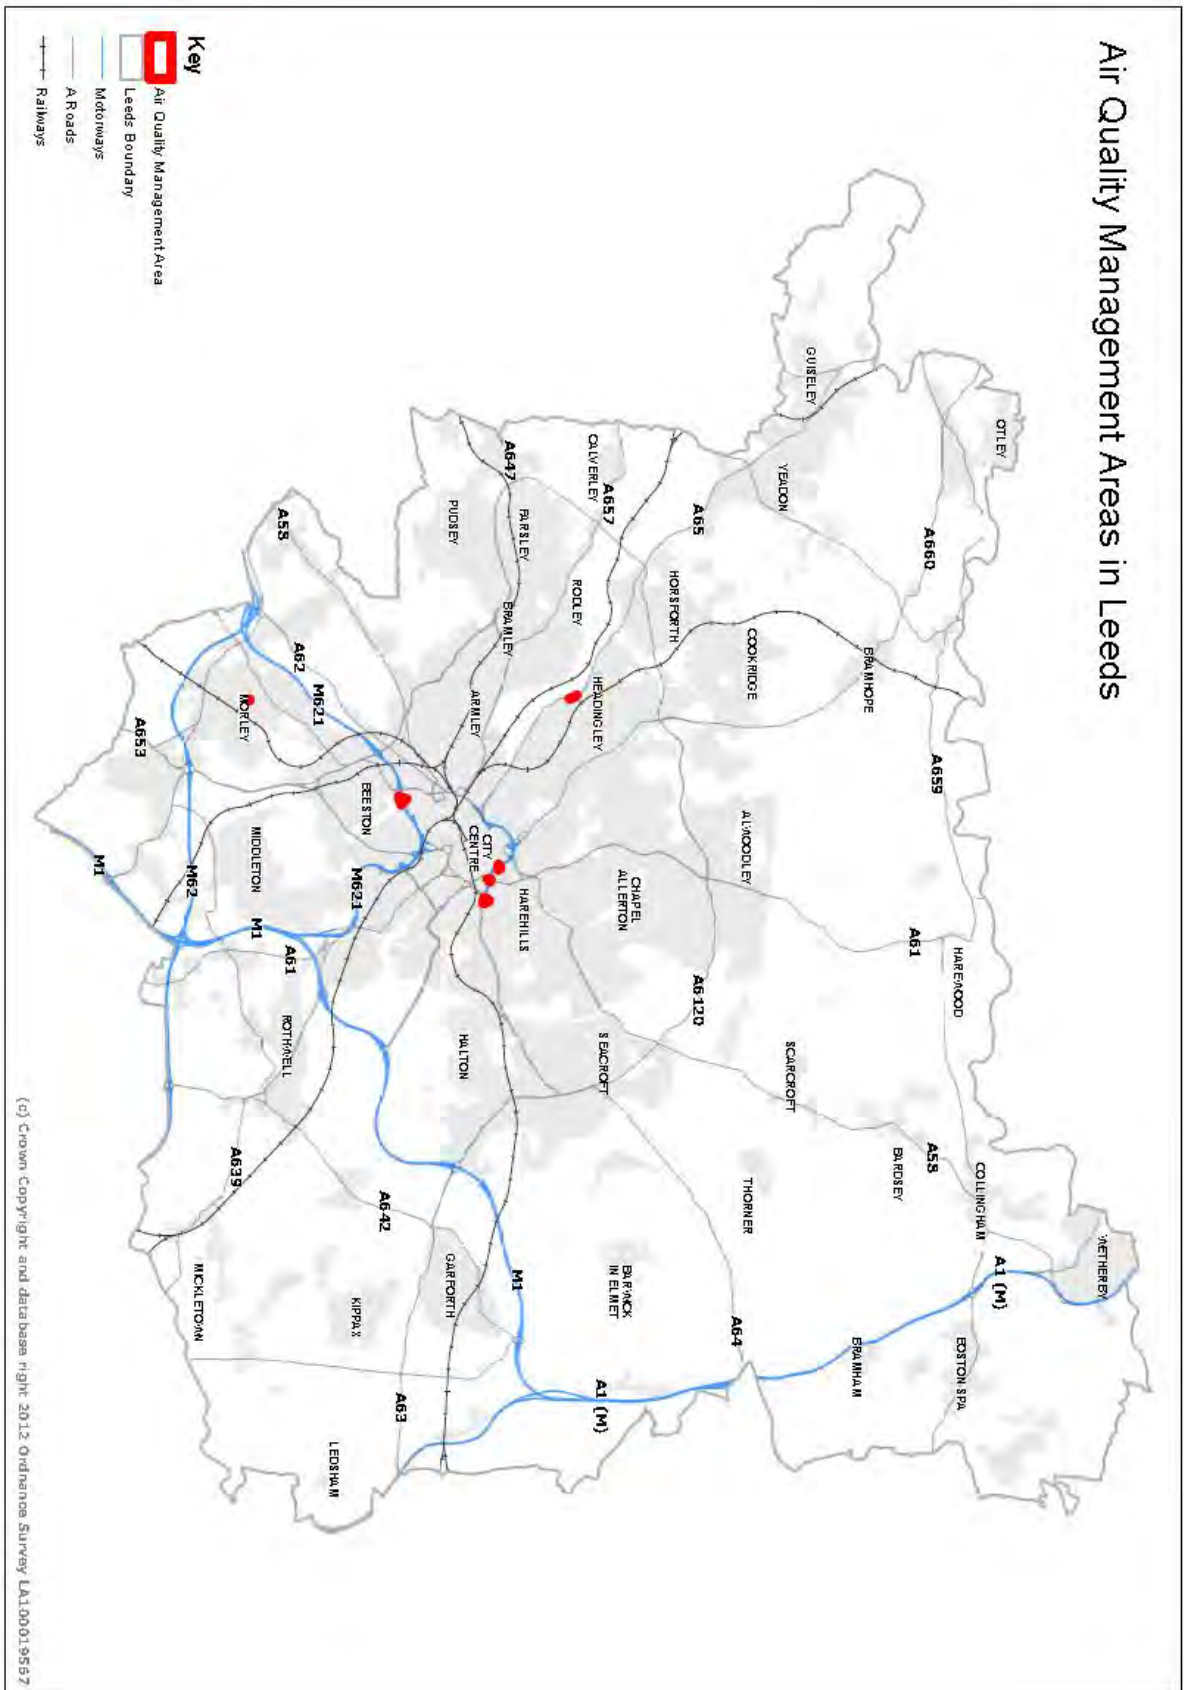 Air Quality Management Areas in Leeds
OTLEY
GUISELEY
YEADON
A660
BRAMHOPE
A659
HAREWOOD
A61
COLLINGHAM
WETHERBY
A58
BARDSEY
A1 (M)
BOSTON SPA
BRAMHAM
A65
HORSFORTH
COOKRIDGE
ALWOODLEY
SCARCROFT
THORNER
A64
CALVERLEY
A657
RODLEY
HEADINGLEY
CHAPEL
ALLERTON
A6120
SEACROFT
BARWICK
IN ELMET
A1 (M)
A647
FARSLEY
PUDSEY
BRAMLEY
ARMLEY
CITY
CENTRE
HAREHILLS
HALTON
M1
GARFORTH
A58
A62
M621
BEESTON
M621
A642
KIPPAX
A63
LEDSHAM
MORLEY
A653
MIDDLETON
M62
M1
A61
ROTHWELL
A639
MICKLETOWN
M1
Key
Air Quality Management Area
Leeds Boundary
Motorways
A Roads
Railways
(c) Crown Copyright and database right 2012 Ordnance Survey LA100019567